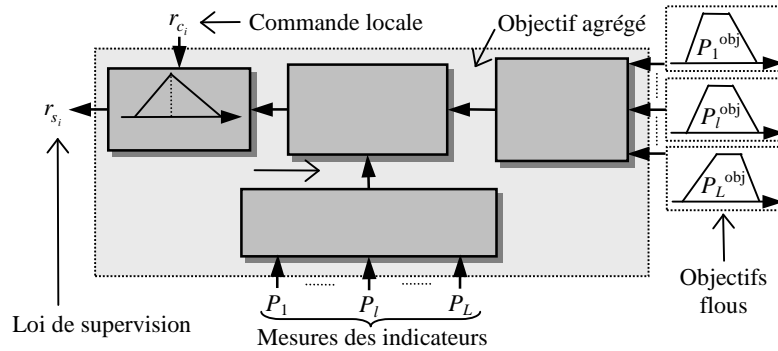 r_{c_i} Commande locale
Objectif agrégé
P_1^{obj}
P_l^{obj}
P_L^{obj}
r_{s_i}
P_1 ........ P_l ........ P_L
Mesures des indicateurs
Loi de supervision
Objectifs
flous